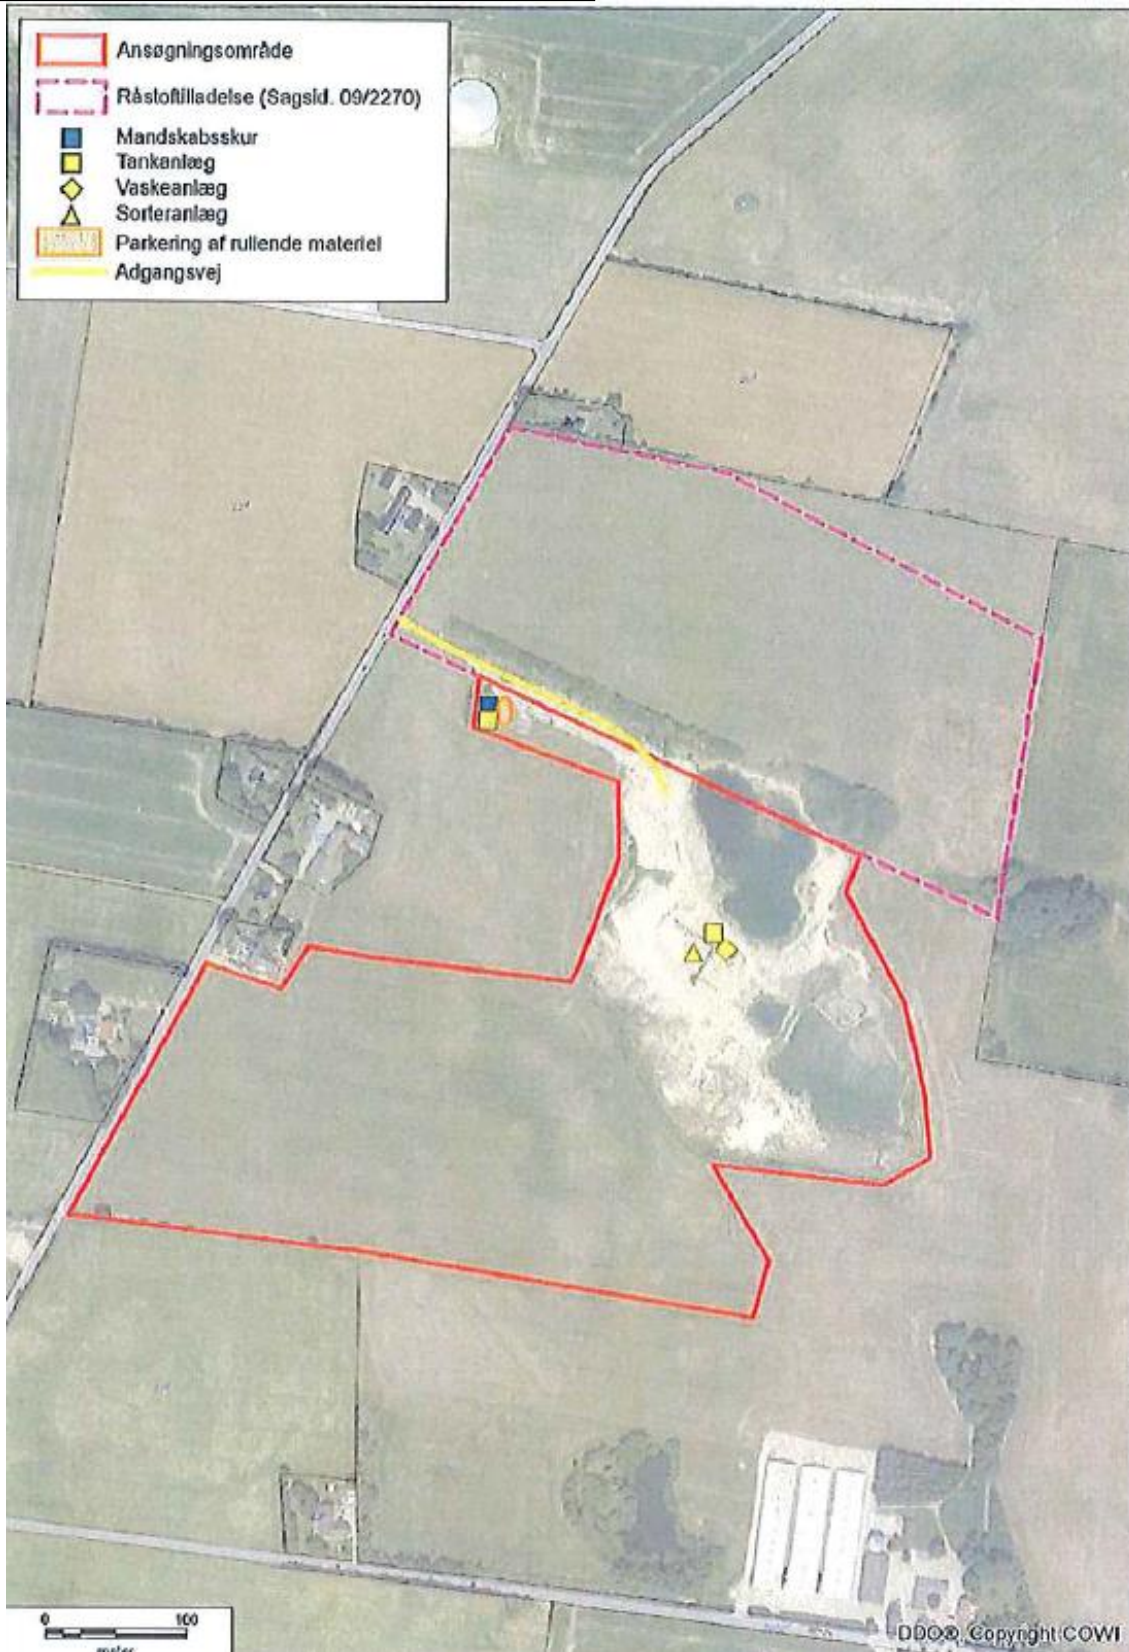 Ansøgningsområde
Råstoftilladelse (Sagsid. 09/2270)
Mandskabsskur
Tankanlæg
Vaskeanlæg
Sorteranlæg
Parkering af rullende materiel
Adgangsvej
0 100
meter
DDO®, Copyright COWI